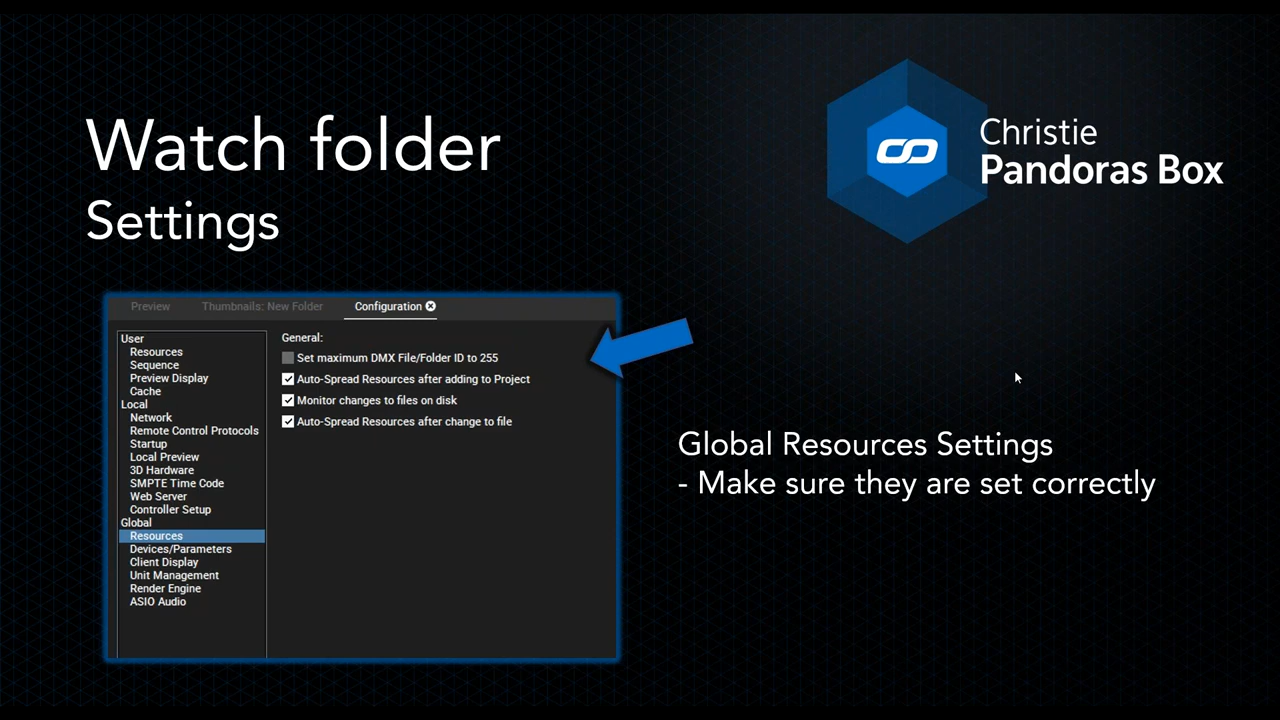 Watch folder
Settings
Christie
Pandoras Box
Preview
Thumbnails: New Folder
Configuration
User
Resources
Sequence
Preview Display
Cache
Local
Network
Remote Control Protocols
Startup
Local Preview
3D Hardware
SMPTE Time Code
Web Server
Controller Setup
Global
Resources
Devices/Parameters
Client Display
Unit Management
Render Engine
ASIO Audio
General:
Set maximum DMX File/Folder ID to 255
Auto-Spread Resources after adding to Project
Monitor changes to files on disk
Auto-Spread Resources after change to file
Global Resources Settings
- Make sure they are set correctly